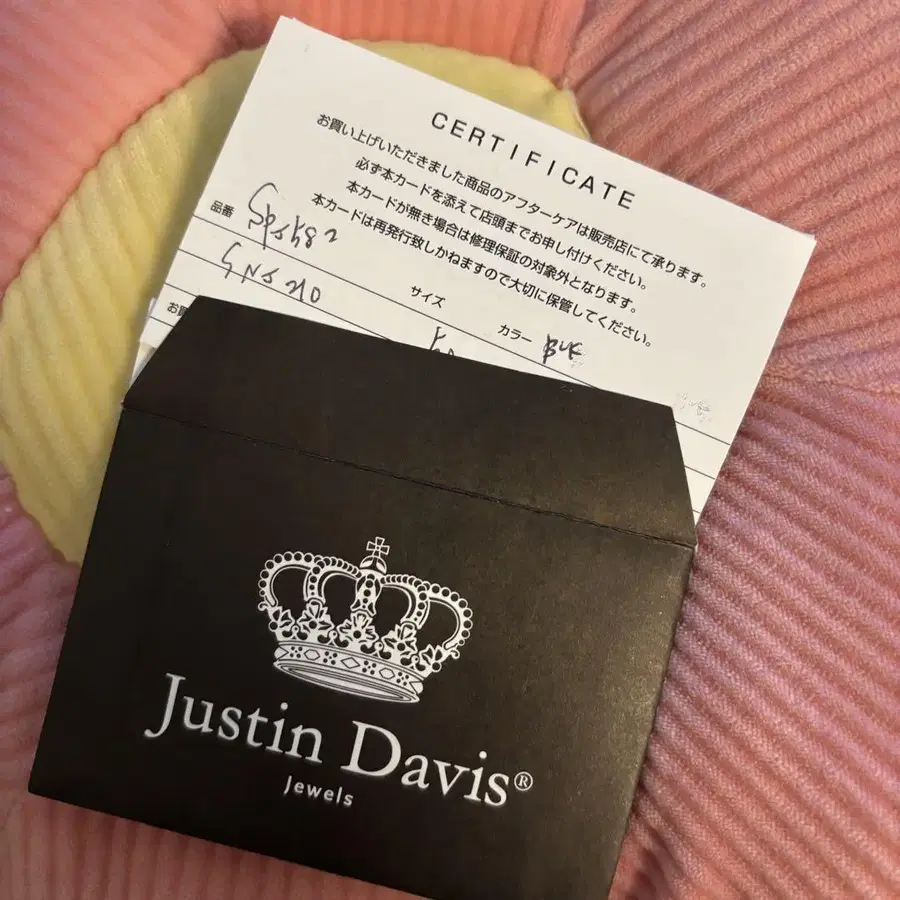 CERTIFICATE
お買い上げいただきました商品のアフターケアは販売店にて承ります。
必ず本カードを添えて店頭までお申し付けください。
本カードが無き場合は修理保証の対象外となります。
本カードは再発行致しかねますので大切に保管してください。
品番
SNS 210
サイズ
カラー BLK
お買
Justin Davis®
Jewels